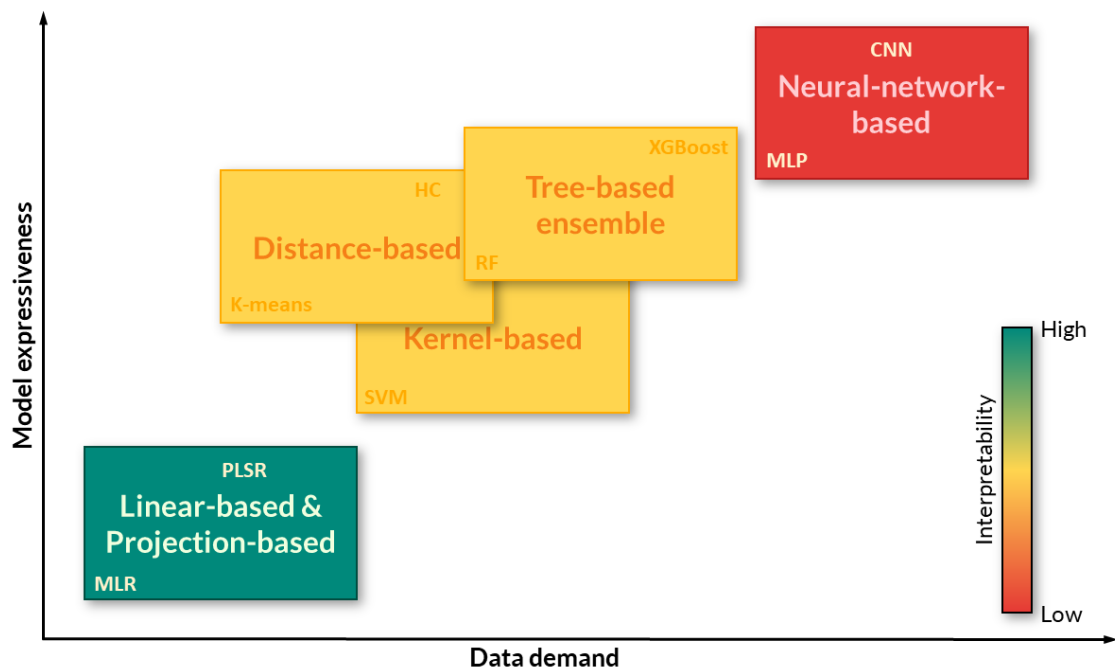 Model expressiveness
CNN
Neural-network-
based
MLP
XGBoost
Tree-based
ensemble
RF
HC
Distance-based
K-means
Kernel-based
SVM
PLSR
Linear-based &
Projection-based
MLR
High
Interpretability
Low
Data demand